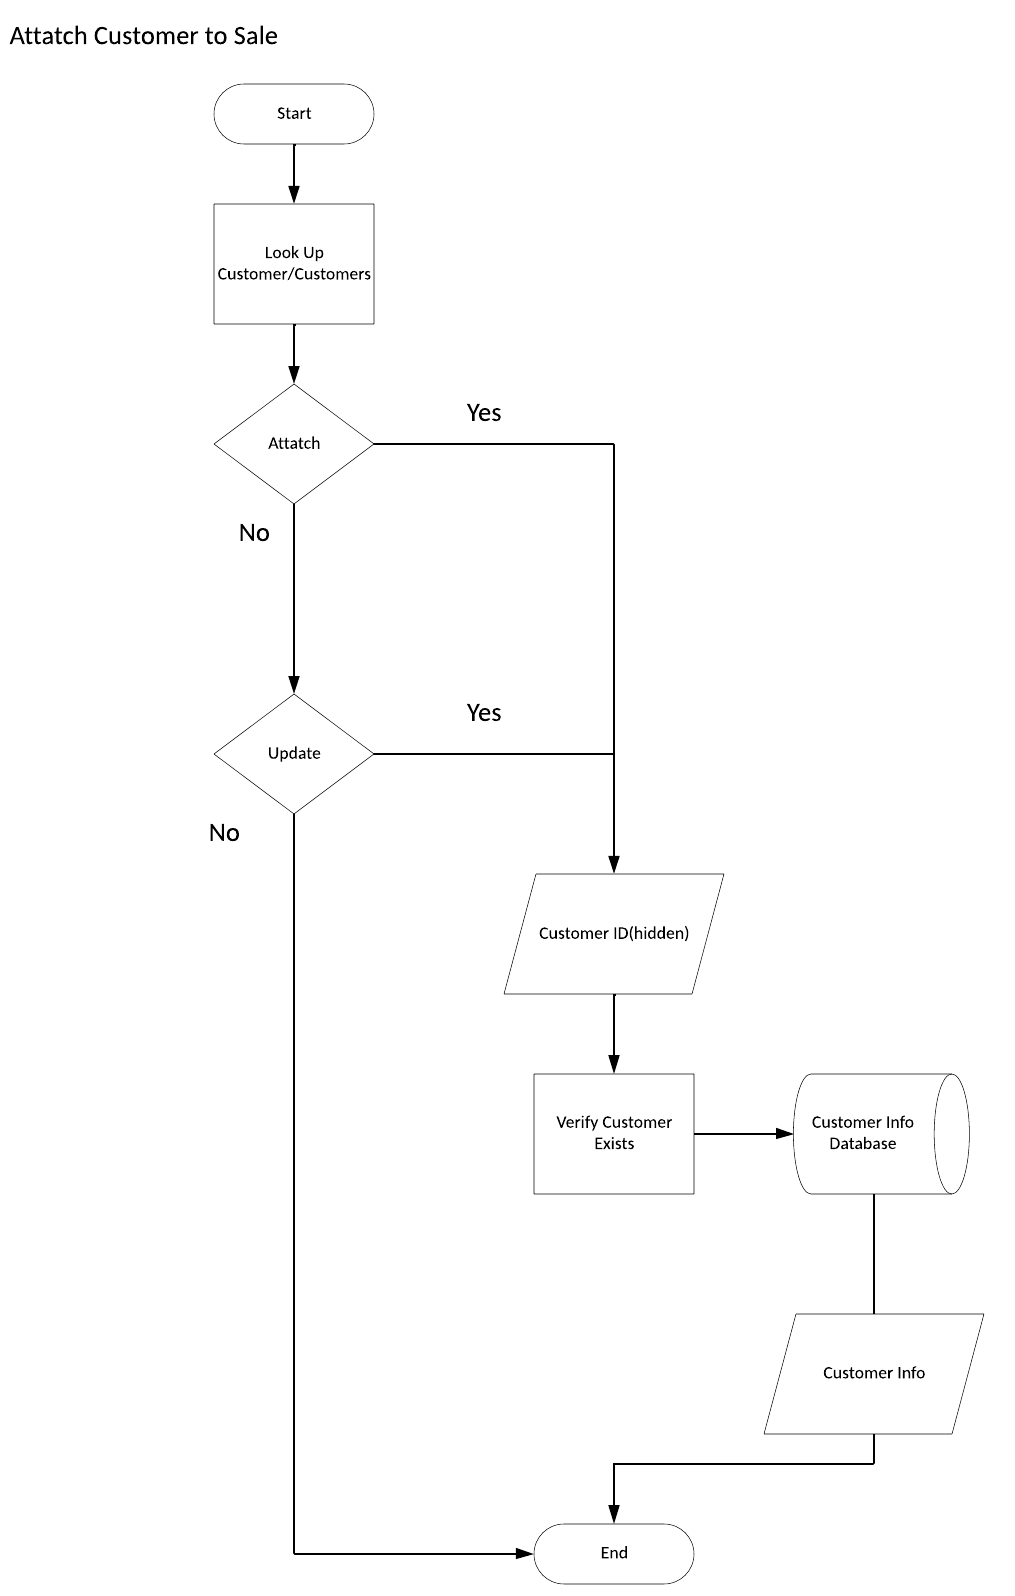 Attatch Customer to Sale
Start
Look Up
Customer/Customers
Yes
Attatch
No
Yes
Update
No
Customer ID(hidden)
Verify Customer
Exists
Customer Info
Database
Customer Info
End